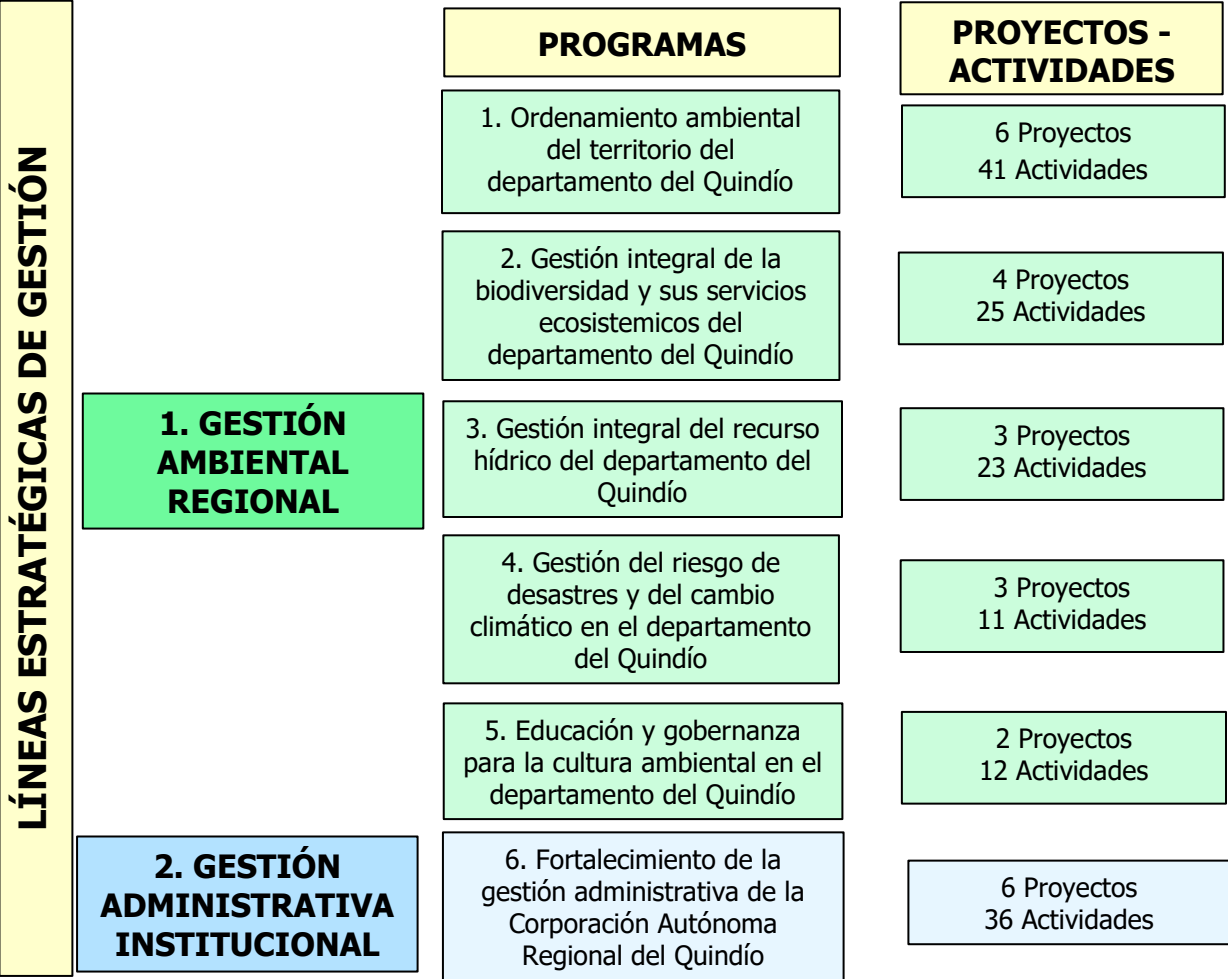 LÍNEAS ESTRATÉGICAS DE GESTIÓN
PROGRAMAS
PROYECTOS -
ACTIVIDADES
1. GESTIÓN
AMBIENTAL
REGIONAL
1. Ordenamiento ambiental
del territorio del
departamento del Quindío
6 Proyectos
41 Actividades
2. Gestión integral de la
biodiversidad y sus servicios
ecosistemicos del
departamento del Quindío
4 Proyectos
25 Actividades
3. Gestión integral del recurso
hídrico del departamento del
Quindío
3 Proyectos
23 Actividades
4. Gestión del riesgo de
desastres y del cambio
climático en el departamento
del Quindío
3 Proyectos
11 Actividades
5. Educación y gobernanza
para la cultura ambiental en el
departamento del Quindío
2 Proyectos
12 Actividades
2. GESTIÓN
ADMINISTRATIVA
INSTITUCIONAL
6. Fortalecimiento de la
gestión administrativa de la
Corporación Autónoma
Regional del Quindío
6 Proyectos
36 Actividades